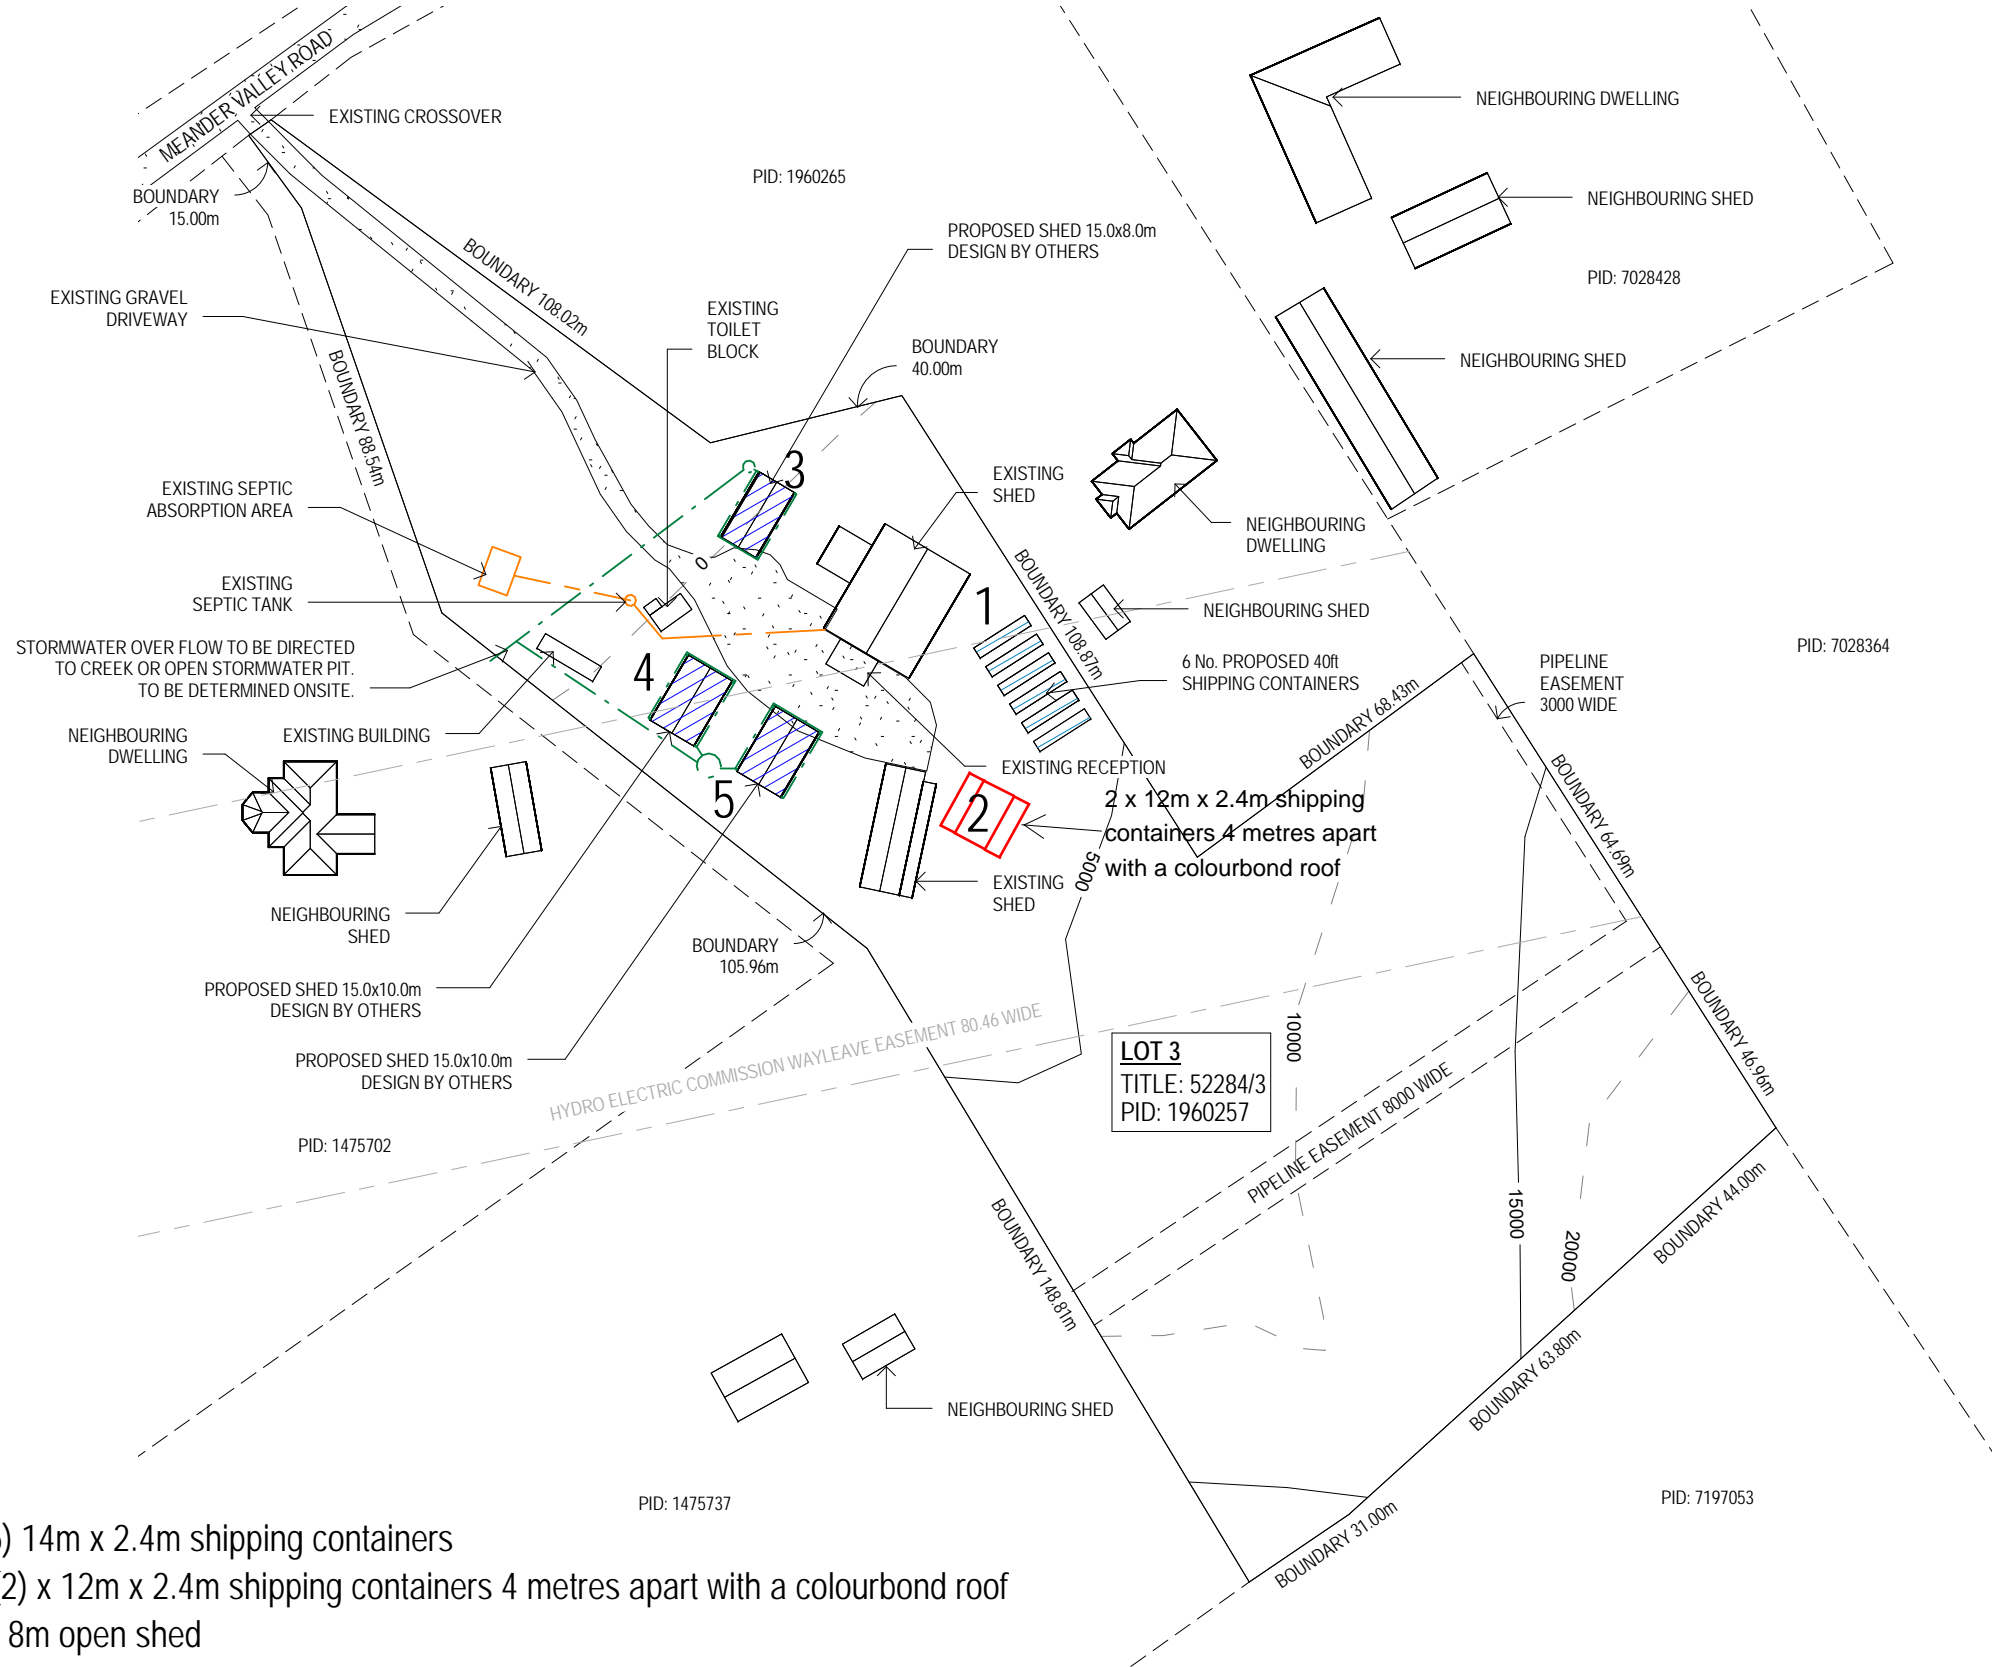 MEANDER VALLEY ROAD
EXISTING CROSSOVER
BOUNDARY
15.00m
PID: 1960265
NEIGHBOURING DWELLING
NEIGHBOURING SHED
PID: 7028428
NEIGHBOURING SHED
PROPOSED SHED 15.0x8.0m
DESIGN BY OTHERS
BOUNDARY 108.02m
EXISTING GRAVEL
DRIVEWAY
EXISTING
TOILET
BLOCK
BOUNDARY
40.00m
BOUNDARY 88.54m
3
EXISTING SEPTIC
ABSORPTION AREA
EXISTING
SHED
NEIGHBOURING
DWELLING
0
BOUNDARY 108.87m
EXISTING
SEPTIC TANK
1
NEIGHBOURING SHED
STORMWATER OVER FLOW TO BE DIRECTED
TO CREEK OR OPEN STORMWATER PIT.
TO BE DETERMINED ONSITE.
4
6 No. PROPOSED 40ft
SHIPPING CONTAINERS
PIPELINE
EASEMENT
3000 WIDE
PID: 7028364
BOUNDARY 68.43m
NEIGHBOURING
DWELLING
EXISTING BUILDING
EXISTING RECEPTION
5
2
2 x 12m x 2.4m shipping
containers 4 metres apart
with a colourbond roof
BOUNDARY 64.69m
5000
EXISTING
SHED
NEIGHBOURING
SHED
BOUNDARY
105.96m
PROPOSED SHED 15.0x10.0m
DESIGN BY OTHERS
PROPOSED SHED 15.0x10.0m
DESIGN BY OTHERS
HYDRO ELECTRIC COMMISSION WAYLEAVE EASEMENT 80.46 WIDE
BOUNDARY 46.96m
10000
LOT 3
TITLE: 52284/3
PID: 1960257
PIPELINE EASEMENT 8000 WIDE
PID: 1475702
15000
20000
BOUNDARY 44.00m
BOUNDARY 148.81m
BOUNDARY 63.80m
NEIGHBOURING SHED
PID: 1475737
PID: 7197053
BOUNDARY 31.00m
) 14m x 2.4m shipping containers
2) x 12m x 2.4m shipping containers 4 metres apart with a colourbond roof
8m open shed